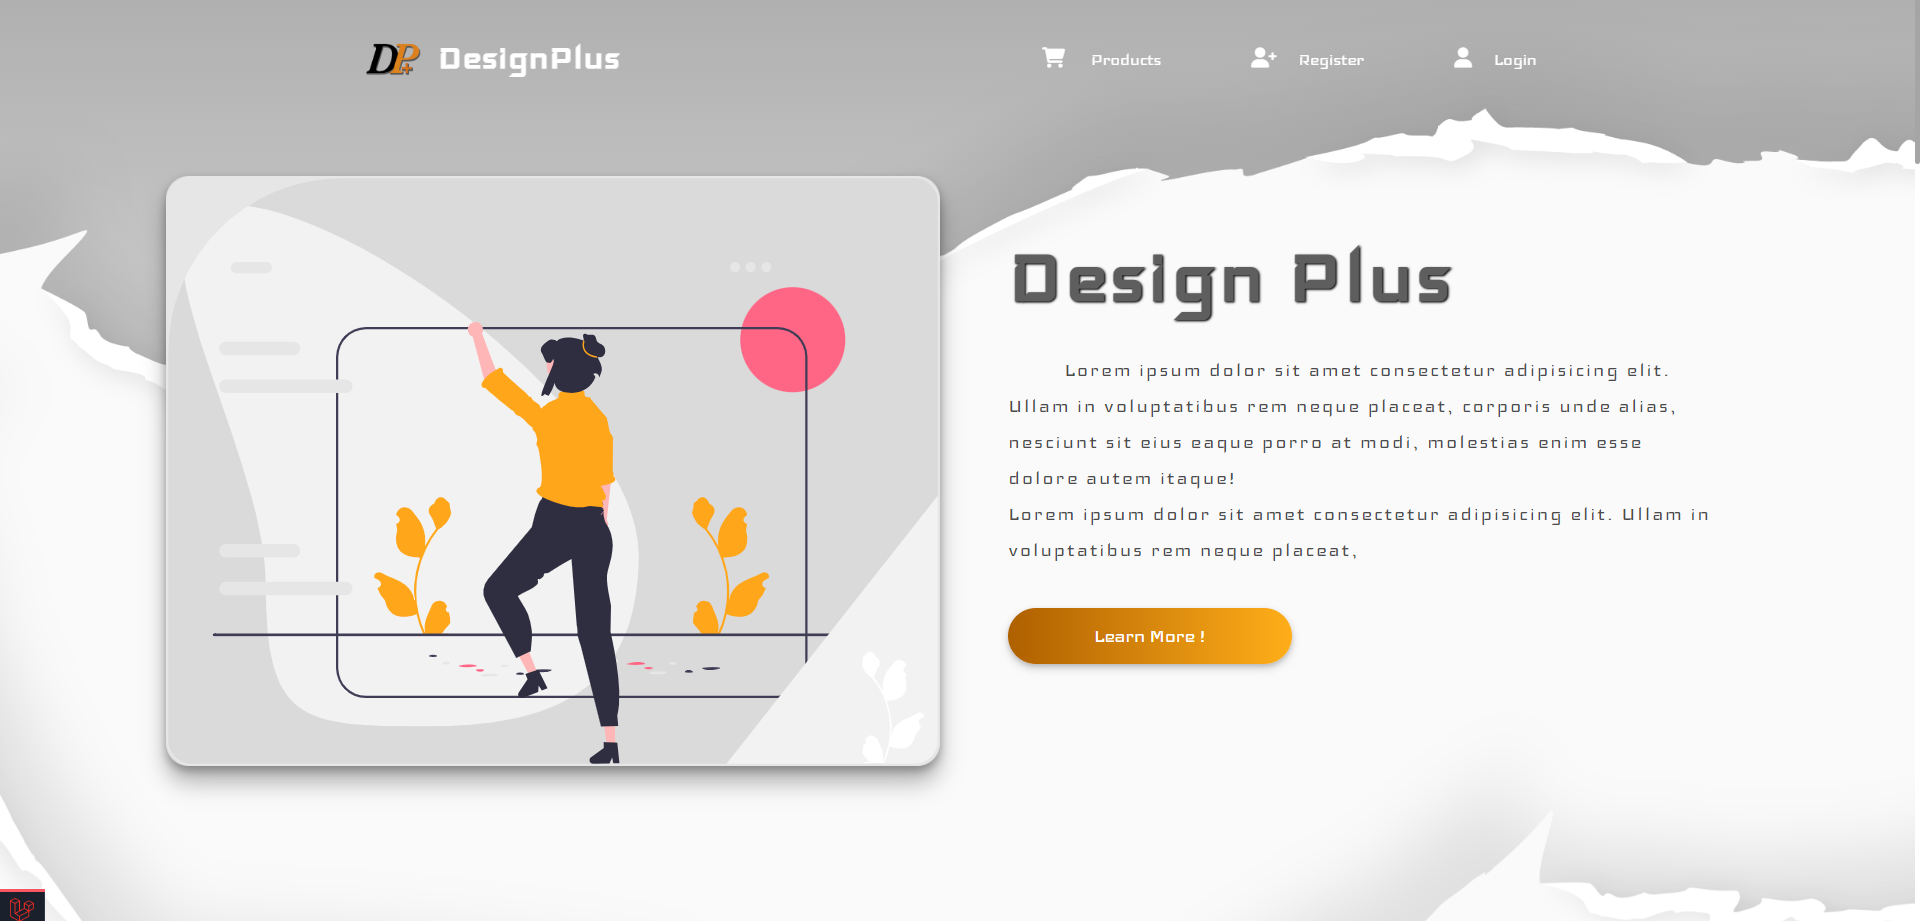 DP+ DesignPlus
Products
Register
Login
Design Plus
Lorem ipsum dolor sit amet consectetur adipisicing elit.
Ullam in voluptatibus rem neque placeat, corporis unde alias,
nesciunt sit eius eaque porro at modi, molestias enim esse
dolore autem itaque!
Lorem ipsum dolor sit amet consectetur adipisicing elit. Ullam in
voluptatibus rem neque placeat,
Learn More !